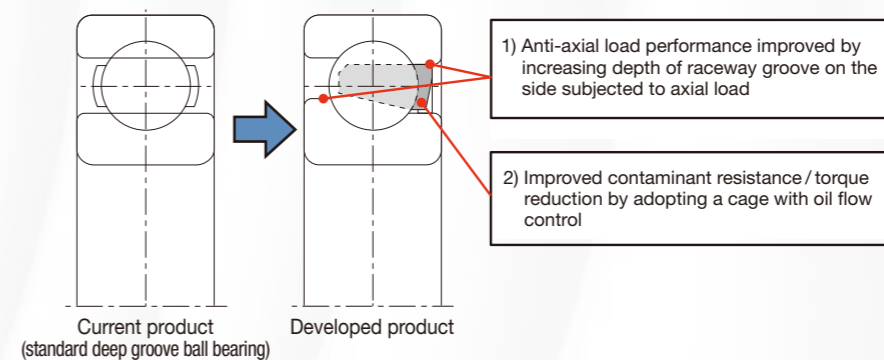 1) Anti-axial load performance improved by
increasing depth of raceway groove on the
side subjected to axial load
2) Improved contaminant resistance / torque
reduction by adopting a cage with oil flow
control
Current product
(standard deep groove ball bearing)
Developed product